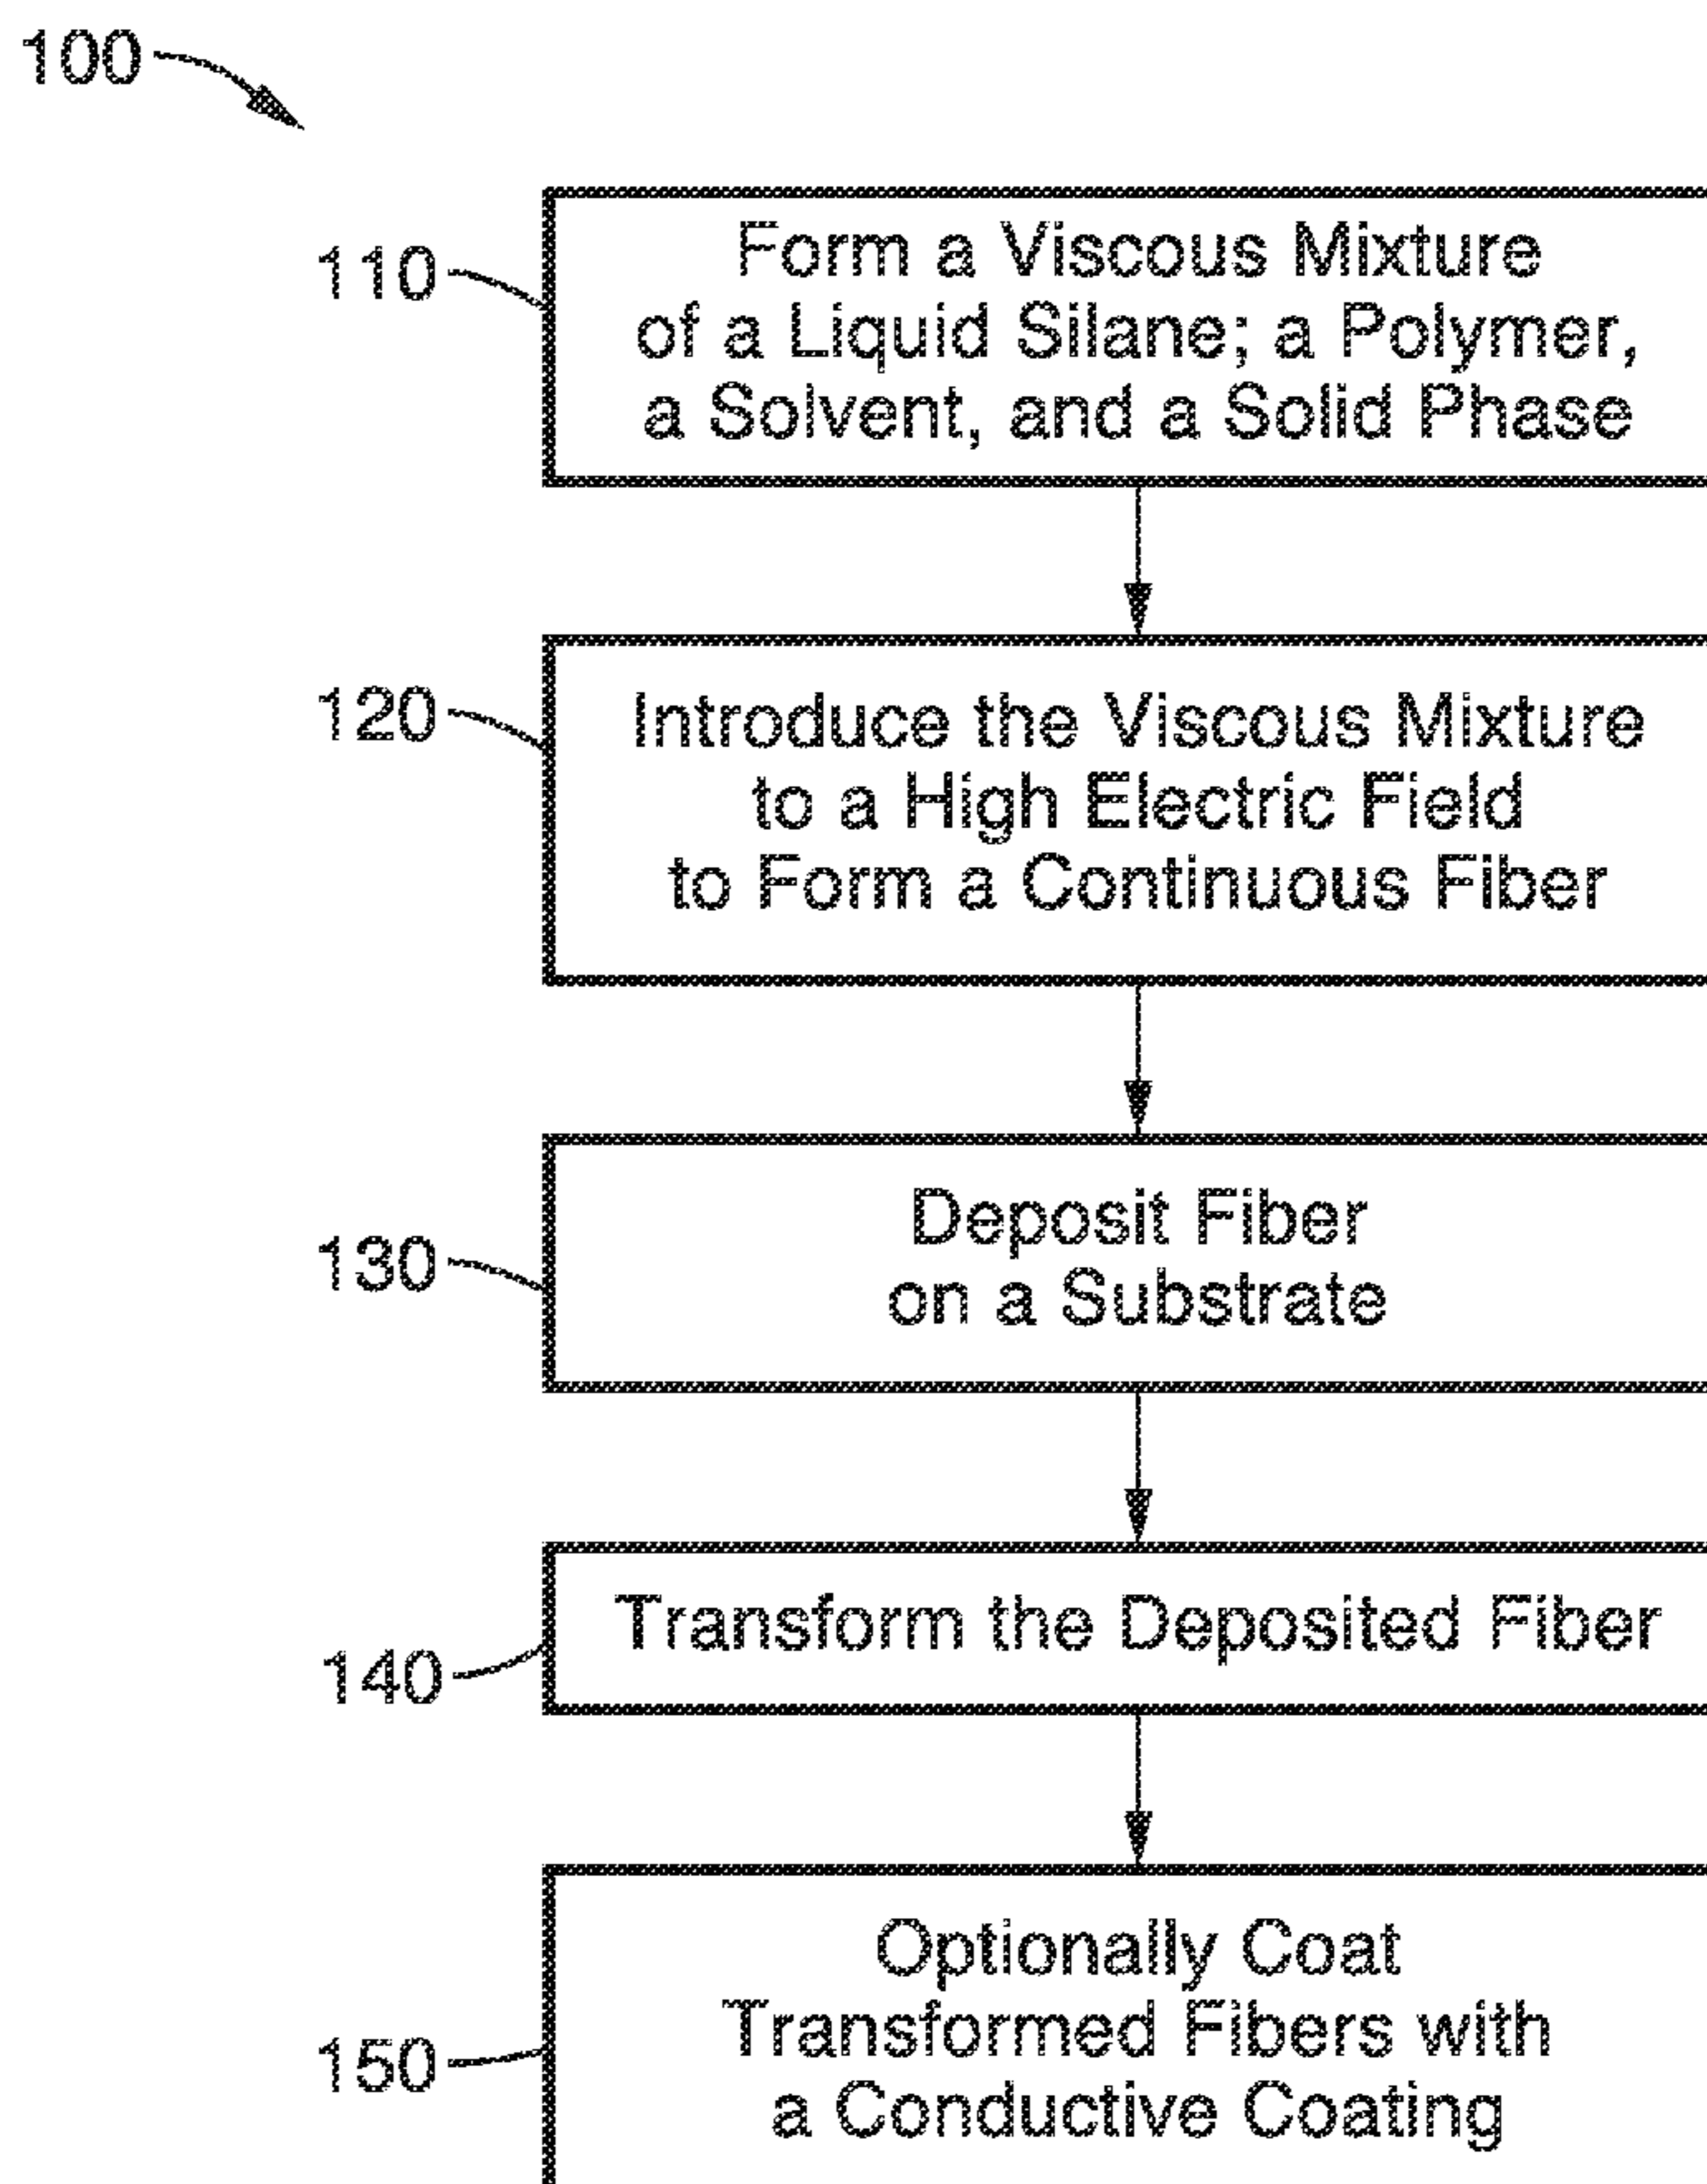 100
110
Form a Viscous Mixture
of a Liquid Silane; a Polymer,
a Solvent, and a Solid Phase
120
Introduce the Viscous Mixture
to a High Electric Field
to Form a Continuous Fiber
130
Deposit Fiber
on a Substrate
140
Transform the Deposited Fiber
150
Optionally Coat
Transformed Fibers with
a Conductive Coating